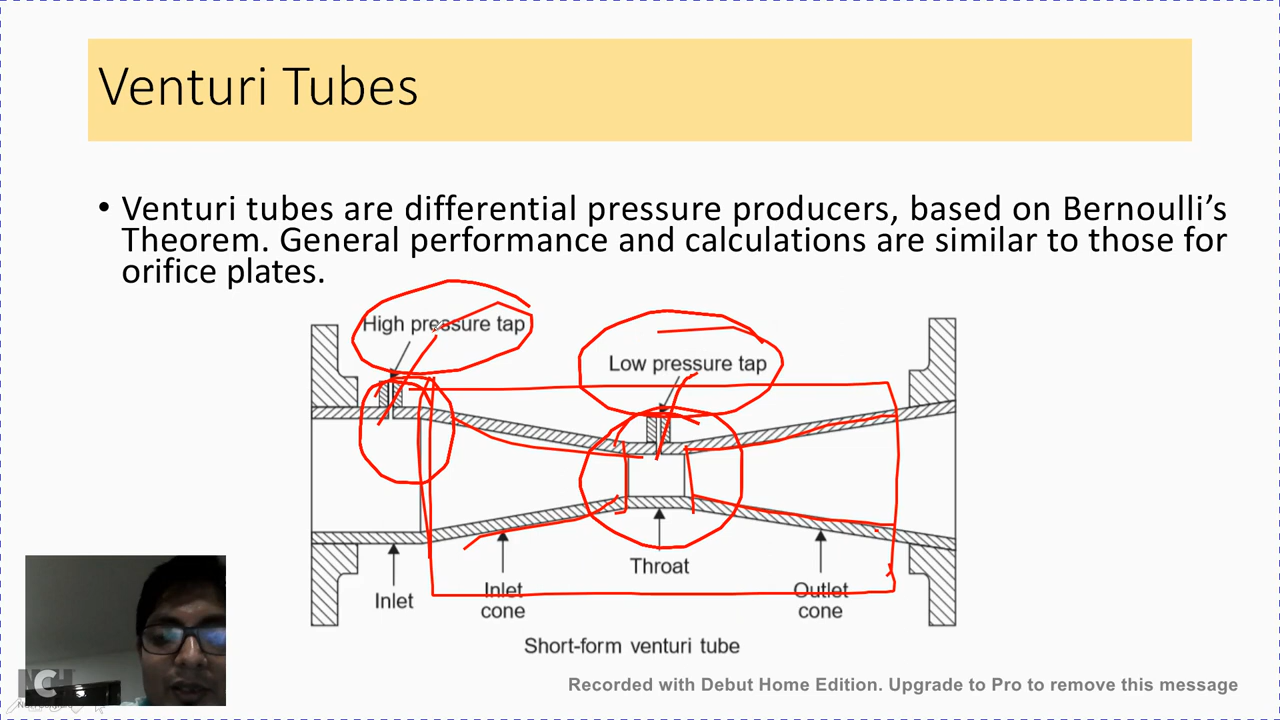 Venturi Tubes
• Venturi tubes are differential pressure producers, based on Bernoulli’s
Theorem. General performance and calculations are similar to those for
orifice plates.
High pressure tap
Low pressure tap
Throat
Inlet
Inlet
cone
Outlet
cone
Short-form venturi tube
Recorded with Debut Home Edition. Upgrade to Pro to remove this message